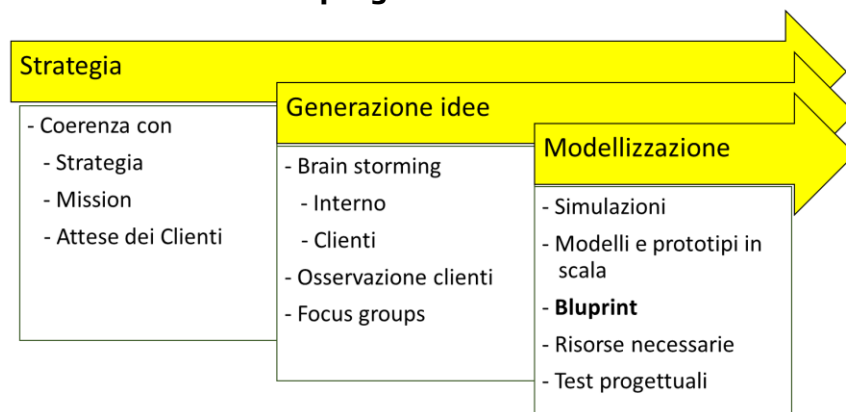 Strategia
- Coerenza con
- Strategia
- Mission
- Attese dei Clienti
Generazione idee
- Brain storming
- Interno
- Clienti
- Osservazione clienti
- Focus groups
Modellizzazione
- Simulazioni
- Modelli e prototipi in
scala
- Bluprint
- Risorse necessarie
- Test progettuali